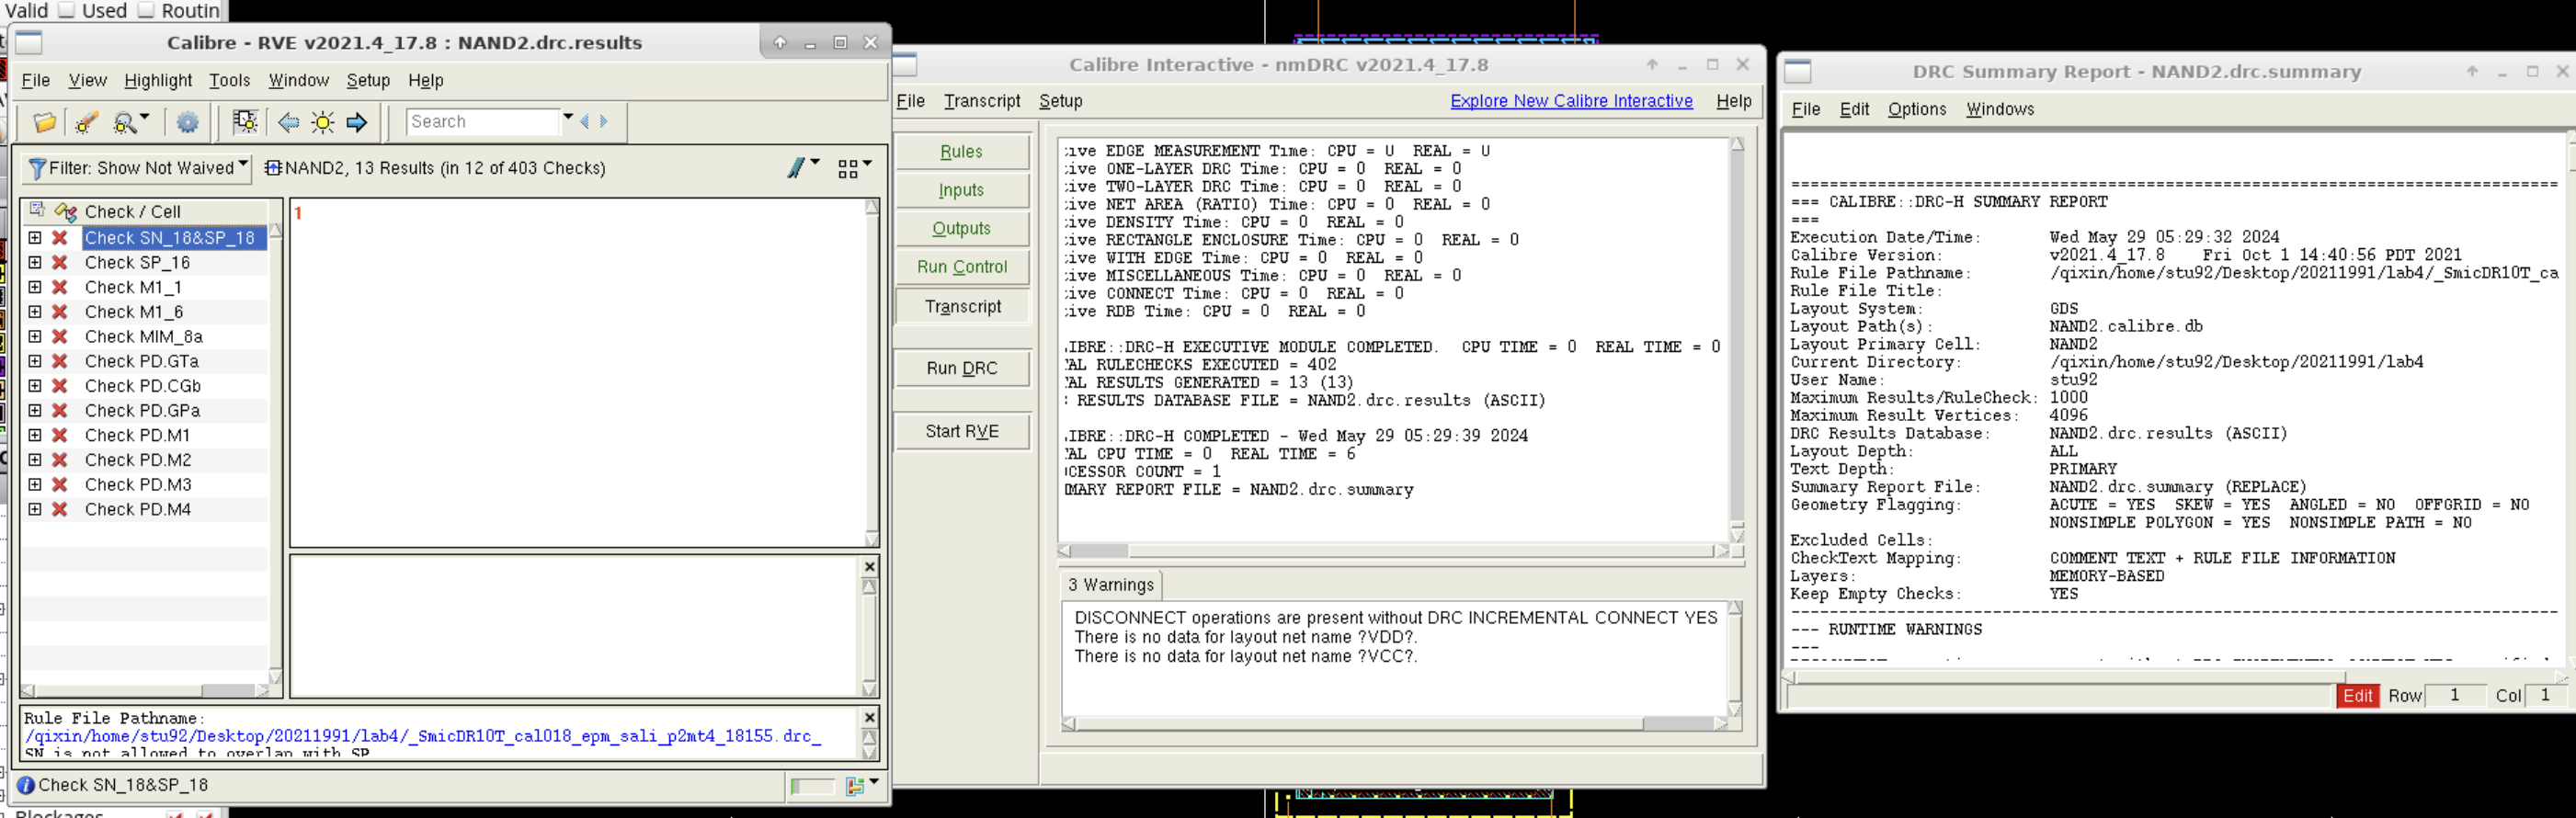 Valid Used Routin
Calibre - RVE v2021.4_17.8 : NAND2.drc.results
File View Highlight Tools Window Setup Help
Search
Filter: Show Not Waived NAND2, 13 Results (in 12 of 403 Checks)
Check / Cell
Check SN_18&SP_18
Check SP_16
Check M1_1
Check M1_6
Check MIM_8a
Check PD.GTa
Check PD.CGb
Check PD.GPa
Check PD.M1
Check PD.M2
Check PD.M3
Check PD.M4
1
Rule File Pathname:
/qixin/home/stu92/Desktop/20211991/lab4/_SmicDR10T_cal018_epm_sali_p2mt4_18155.drc_
SN is not allowed to overlap with SP
Check SN_18&SP_18
Blockages
Calibre Interactive - nmDRC v2021.4_17.8
File Transcript Setup Explore New Calibre Interactive Help
Rules
Inputs
Outputs
Run Control
Transcript
Run DRC
Start RVE
ive EDGE MEASUREMENT Time: CPU = 0 REAL = 0
ive ONE-LAYER DRC Time: CPU = 0 REAL = 0
ive TWO-LAYER DRC Time: CPU = 0 REAL = 0
ive NET AREA (RATIO) Time: CPU = 0 REAL = 0
ive DENSITY Time: CPU = 0 REAL = 0
ive RECTANGLE ENCLOSURE Time: CPU = 0 REAL = 0
ive WITH EDGE Time: CPU = 0 REAL = 0
ive MISCELLANEOUS Time: CPU = 0 REAL = 0
ive CONNECT Time: CPU = 0 REAL = 0
ive RDB Time: CPU = 0 REAL = 0
IBRE::DRC-H EXECUTIVE MODULE COMPLETED. CPU TIME = 0 REAL TIME = 0
AL RULECHECKS EXECUTED = 402
AL RESULTS GENERATED = 13 (13)
: RESULTS DATABASE FILE = NAND2.drc.results (ASCII)
IBRE::DRC-H COMPLETED - Wed May 29 05:29:39 2024
AL CPU TIME = 0 REAL TIME = 6
CESSOR COUNT = 1
MARY REPORT FILE = NAND2.drc.summary
3 Warnings
DISCONNECT operations are present without DRC INCREMENTAL CONNECT YES
There is no data for layout net name ?VDD?.
There is no data for layout net name ?VCC?.
DRC Summary Report - NAND2.drc.summary
File Edit Options Windows
==================================================================================
=== CALIBRE::DRC-H SUMMARY REPORT
===
Execution Date/Time: Wed May 29 05:29:32 2024
Calibre Version: v2021.4_17.8 Fri Oct 1 14:40:56 PDT 2021
Rule File Pathname: /qixin/home/stu92/Desktop/20211991/lab4/_SmicDR10T_ca
Rule File Title:
Layout System: GDS
Layout Path(s): NAND2.calibre.db
Layout Primary Cell: NAND2
Current Directory: /qixin/home/stu92/Desktop/20211991/lab4
User Name: stu92
Maximum Results/RuleCheck: 1000
Maximum Result Vertices: 4096
DRC Results Database: NAND2.drc.results (ASCII)
Layout Depth: ALL
Text Depth: PRIMARY
Summary Report File: NAND2.drc.summary (REPLACE)
Geometry Flagging: ACUTE = YES SKEW = YES ANGLED = NO OFFGRID = NO
NONSIMPLE POLYGON = YES NONSIMPLE PATH = NO
Excluded Cells:
CheckText Mapping: COMMENT TEXT + RULE FILE INFORMATION
Layers: MEMORY-BASED
Keep Empty Checks: YES
----------------------------------------------------------------------------------
--- RUNTIME WARNINGS
---
Edit Row 1 Col 1